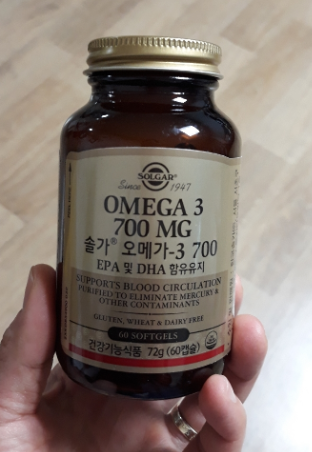 SOLGAR®
Since 1947
OMEGA 3
700 MG
솔가® 오메가-3 700
EPA 및 DHA 함유유지
SUPPORTS BLOOD CIRCULATION
PURIFIED TO ELIMINATE MERCURY &
OTHER CONTAMINANTS
GLUTEN, WHEAT & DAIRY FREE
60 SOFTGELS
건강기능식품 72g (60캡슐)